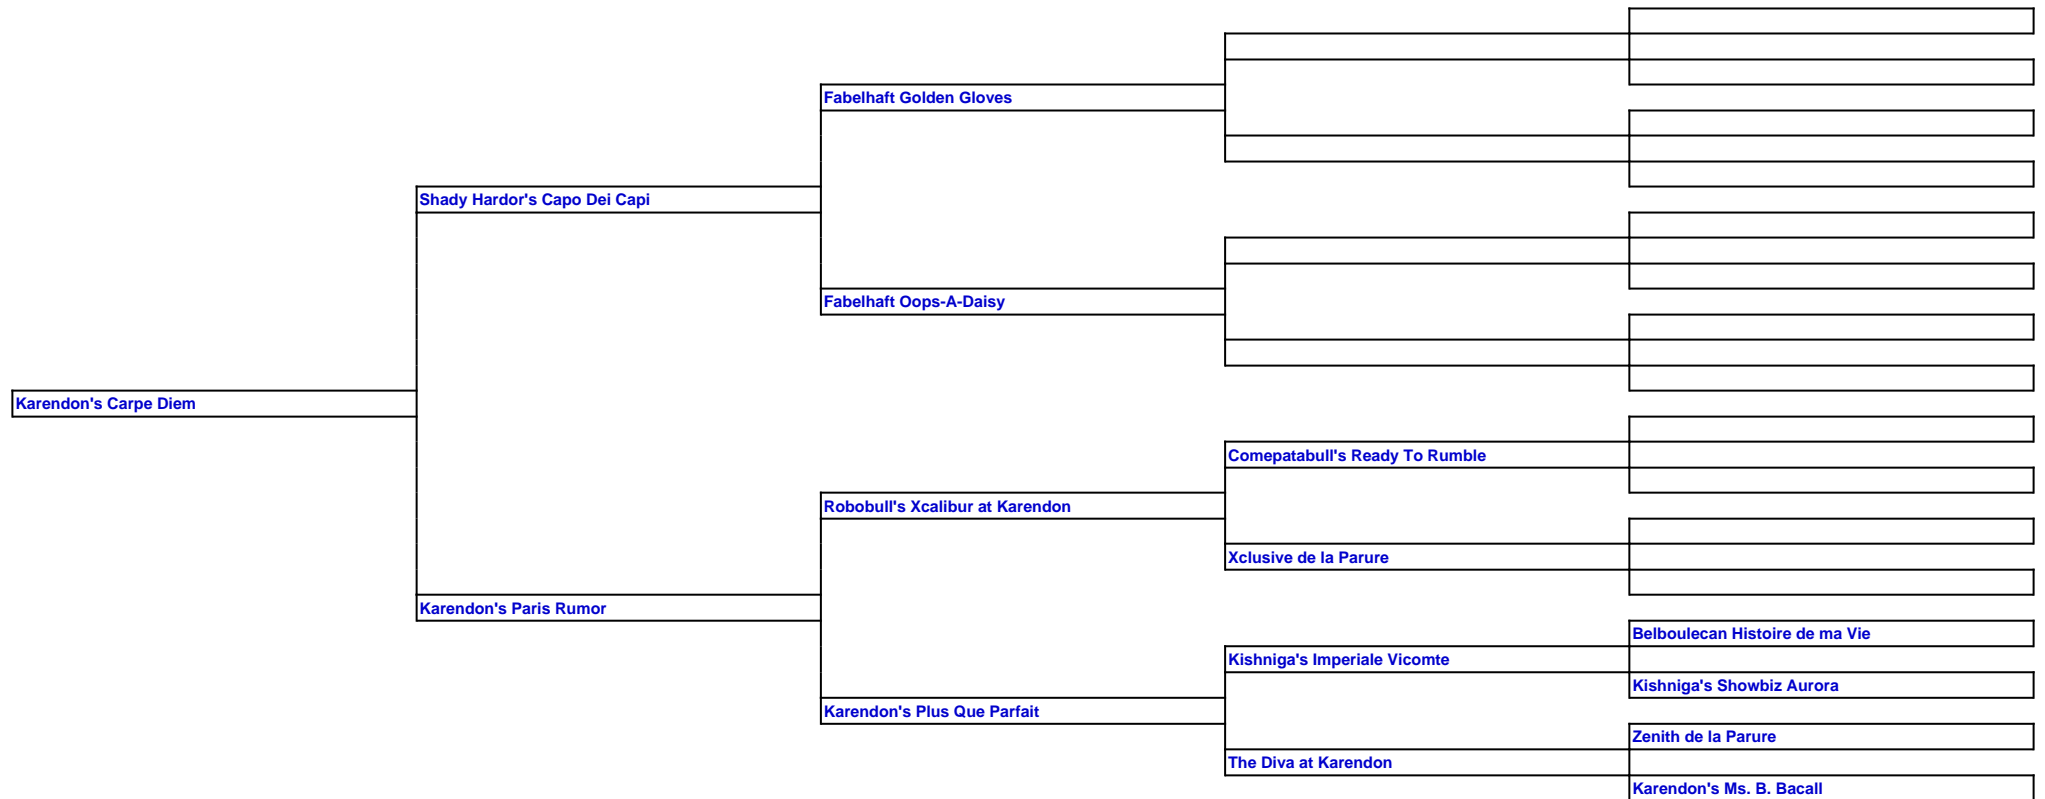 Fabelhaft Golden Gloves
Shady Hardor's Capo Dei Capi
Fabelhaft Oops-A-Daisy
Karendon's Carpe Diem
Comepatabull's Ready To Rumble
Robobull's Xcalibur at Karendon
Xclusive de la Parure
Karendon's Paris Rumor
Belboulecan Histoire de ma Vie
Kishniga's Imperiale Vicomte
Kishniga's Showbiz Aurora
Karendon's Plus Que Parfait
Zenith de la Parure
The Diva at Karendon
Karendon's Ms. B. Bacall